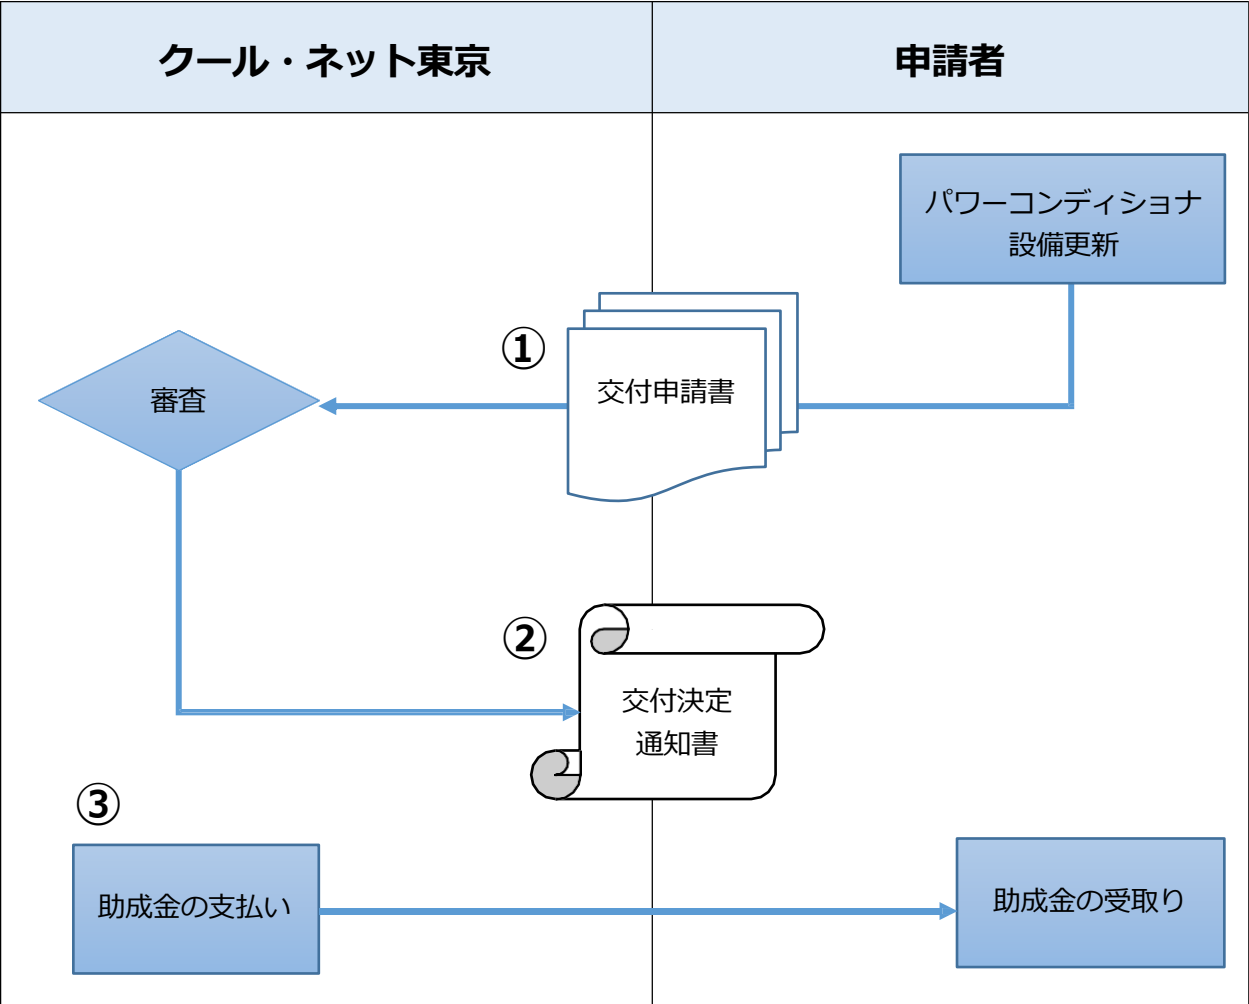 クール・ネット東京
申請者
パワーコンディショナ
設備更新
①
交付申請書
審査
②
交付決定
通知書
③
助成金の支払い
助成金の受取り